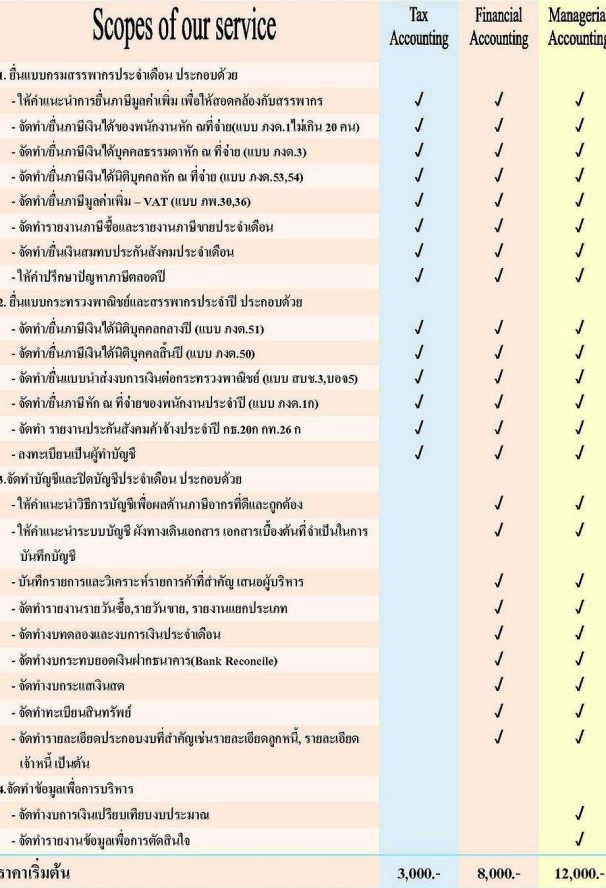 Scopes of our service
Tax Accounting
Financial Accounting
Manageria
Accounting
1. ยื่นแบบกรมสรรพากรประจำเดือน ประกอบด้วย
- ให้คำแนะนำการยื่นภาษีมูลค่าเพิ่ม เพื่อให้สอดคล้องกับสรรพากร √ √ √
- จัดทำ/ยื่นภาษีเงินได้ของพนักงานหัก ณที่จ่าย(แบบ ภงด.1ไม่เกิน 20 คน) √ √ √
- จัดทำ/ยื่นภาษีเงินได้บุคคลธรรมดาหัก ณ ที่จ่าย (แบบ ภงด.3) √ √ √
- จัดทำ/ยื่นภาษีเงินได้นิติบุคคลหัก ณ ที่จ่าย (แบบ ภงด.53,54) √ √ √
- จัดทำ/ยื่นภาษีมูลค่าเพิ่ม – VAT (แบบ ภพ.30,36) √ √ √
- จัดทำรายงานภาษีซื้อและรายงานภาษีขายประจำเดือน √ √ √
- จัดทำ/ยื่นเงินสมทบประกันสังคมประจำเดือน √ √ √
- ให้คำปรึกษาปัญหาภาษีตลอดปี √ √ √
2. ยื่นแบบกระทรวงพาณิชย์และสรรพากรประจำปี ประกอบด้วย
- จัดทำ/ยื่นภาษีเงินได้นิติบุคคลกลางปี (แบบ ภงด.51) √ √ √
- จัดทำ/ยื่นภาษีเงินได้นิติบุคคลสิ้นปี (แบบ ภงด.50) √ √ √
- จัดทำ/ยื่นแบบนำส่งงบการเงินต่อกระทรวงพาณิชย์ (แบบ สบช.3,บอจ5) √ √ √
- จัดทำ/ยื่นภาษีหัก ณ ที่จ่ายของพนักงานประจำปี (แบบ ภงด.1ก) √ √ √
- จัดทำ รายงานประกันสังคมค่าจ้างประจำปี กธ.20ก กท.26 ก √ √ √
- ลงทะเบียนเป็นผู้ทำบัญชี √ √ √
3.จัดทำบัญชีและปิดบัญชีประจำเดือน ประกอบด้วย
- ให้คำแนะนำวิธีการบัญชีเพื่อผลด้านภาษีอากรที่ดีและถูกต้อง √ √
- ให้คำแนะนำระบบบัญชี ผังทางเดินเอกสาร เอกสารเบื้องต้นที่จำเป็นในการ √ √
บันทึกบัญชี
- บันทึกรายการและวิเคราะห์รายการค้าที่สำคัญ เสนอผู้บริหาร √ √
- จัดทำรายงานรายวันซื้อ,รายวันขาย, รายงานแยกประเภท √ √
- จัดทำงบทดลองและงบการเงินประจำเดือน √ √
- จัดทำงบกระทบยอดเงินฝากธนาคาร(Bank Reconcile) √ √
- จัดทำงบกระแสเงินสด √ √
- จัดทำทะเบียนสินทรัพย์ √ √
- จัดทำรายละเอียดประกอบงบที่สำคัญเช่นรายละเอียดลูกหนี้, รายละเอียด √ √
เจ้าหนี้ เป็นต้น
4.จัดทำข้อมูลเพื่อการบริหาร
- จัดทำงบการเงินเปรียบเทียบงบประมาณ √
- จัดทำรายงานข้อมูลเพื่อการตัดสินใจ √
ราคาเริ่มต้น 3,000.- 8,000.- 12,000.-